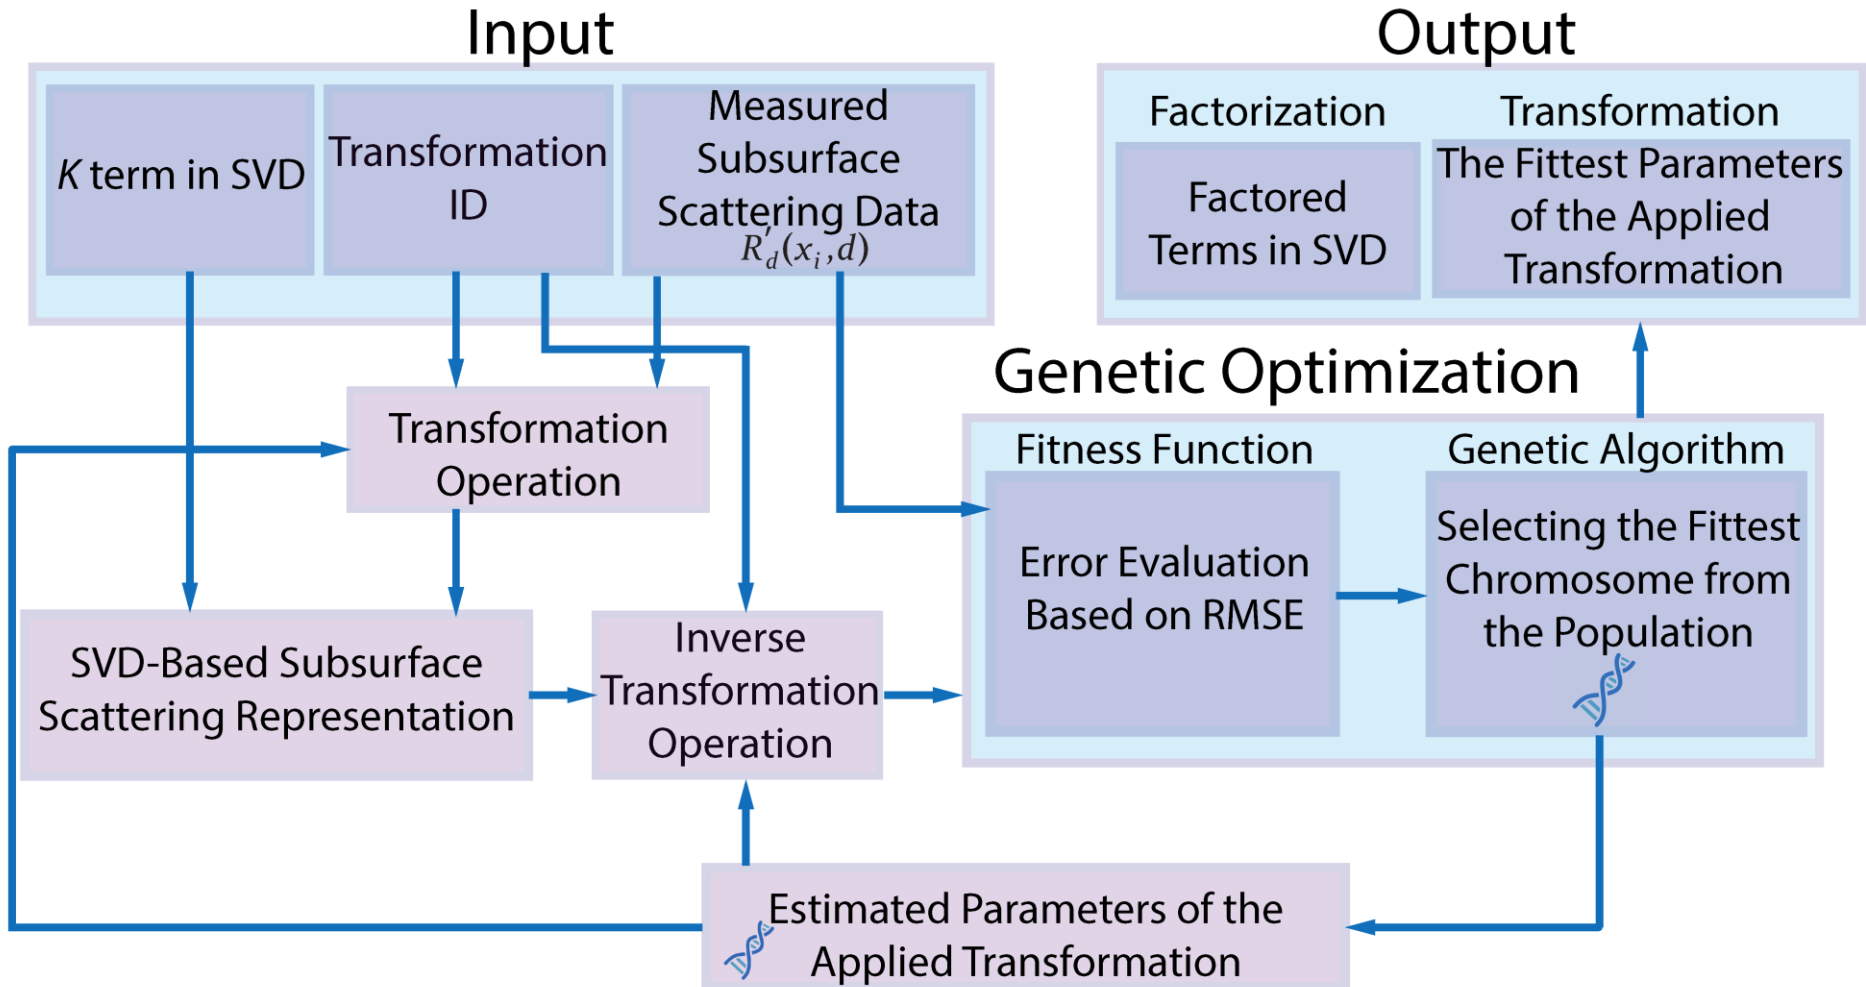 Input
K term in SVD
Transformation
ID
Measured
Subsurface
Scattering Data
R′d(xi,d)
Output
Factorization
Factored
Terms in SVD
Transformation
The Fittest Parameters
of the Applied
Transformation
Transformation
Operation
Genetic Optimization
Fitness Function
Error Evaluation
Based on RMSE
Genetic Algorithm
Selecting the Fittest
Chromosome from
the Population
SVD-Based Subsurface
Scattering Representation
Inverse
Transformation
Operation
Estimated Parameters of the
Applied Transformation